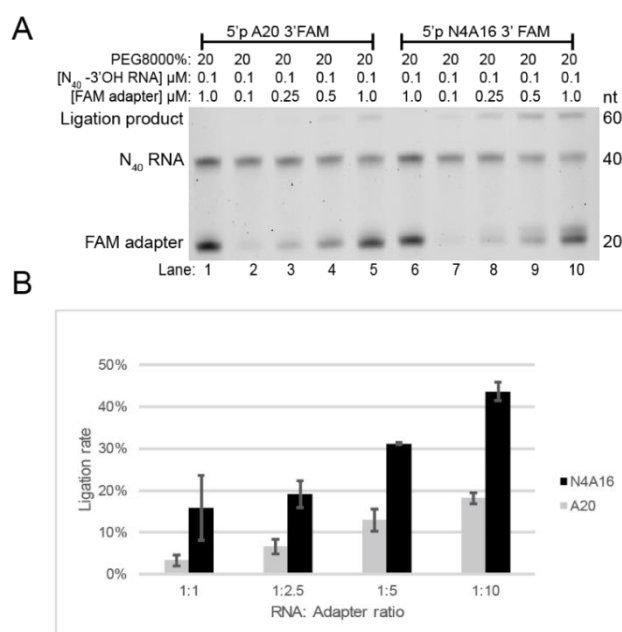 A
5'p A20 3'FAM 5'p N4A16 3' FAM
PEG8000%: 20 20 20 20 20 20 20 20 20 20
[N40 -3'OH RNA] μM: 0.1 0.1 0.1 0.1 0.1 0.1 0.1 0.1 0.1 0.1
[FAM adapter] μM: 1.0 0.1 0.25 0.5 1.0 1.0 0.1 0.25 0.5 1.0 nt
Ligation product 60
N40 RNA 40
FAM adapter 20
Lane: 1 2 3 4 5 6 7 8 9 10
B
50%
40%
30%
20%
10%
0%
Ligation rate
N4A16
A20
1:1 1:2.5 1:5 1:10
RNA: Adapter ratio